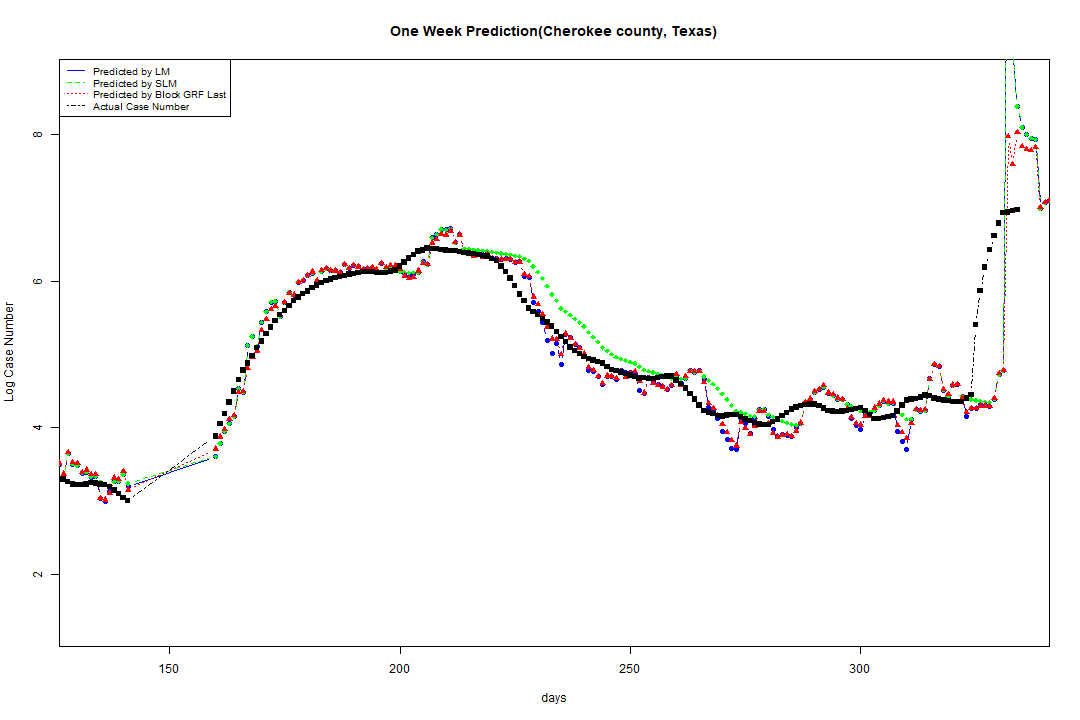 One Week Prediction(Cherokee county, Texas)
Predicted by LM
Predicted by SLM
Predicted by Block GRF Last
Actual Case Number
8
6
4
2
Log Case Number
150 200 250 300
days